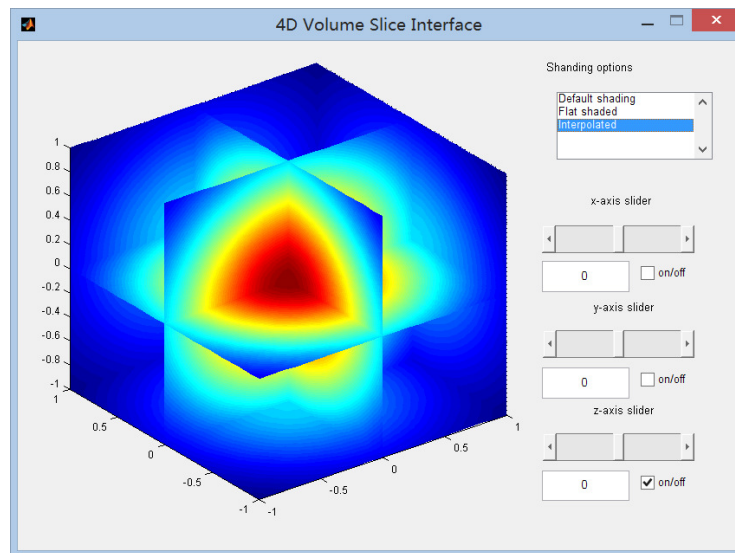 4D Volume Slice Interface
Shanding options
Default shading
Flat shaded
Interpolated
x-axis slider
0
on/off
y-axis slider
0
on/off
z-axis slider
0
on/off
1
0.8
0.6
0.4
0.2
0
-0.2
-0.4
-0.6
-0.8
-1
1
0.5
0
-0.5
-1
-1
-0.5
0
0.5
1